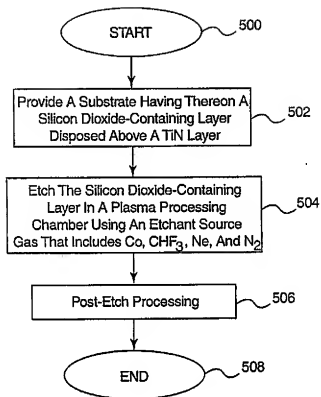 START
500
Provide A Substrate Having Thereon A
Silicon Dioxide-Containing Layer
Disposed Above A TiN Layer
502
Etch The Silicon Dioxide-Containing
Layer In A Plasma Processing
Chamber Using An Etchant Source
Gas That Includes Co, CHF3, Ne, And N2
504
Post-Etch Processing
506
END
508